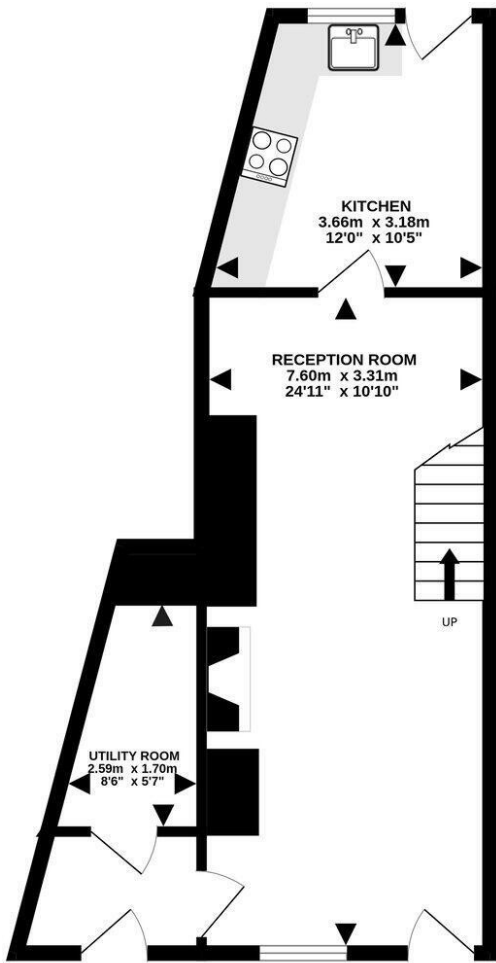 KITCHEN
3.66m x 3.18m
12'0" x 10'5"
RECEPTION ROOM
7.60m x 3.31m
24'11" x 10'10"
UP
UTILITY ROOM
2.59m x 1.70m
8'6" x 5'7"